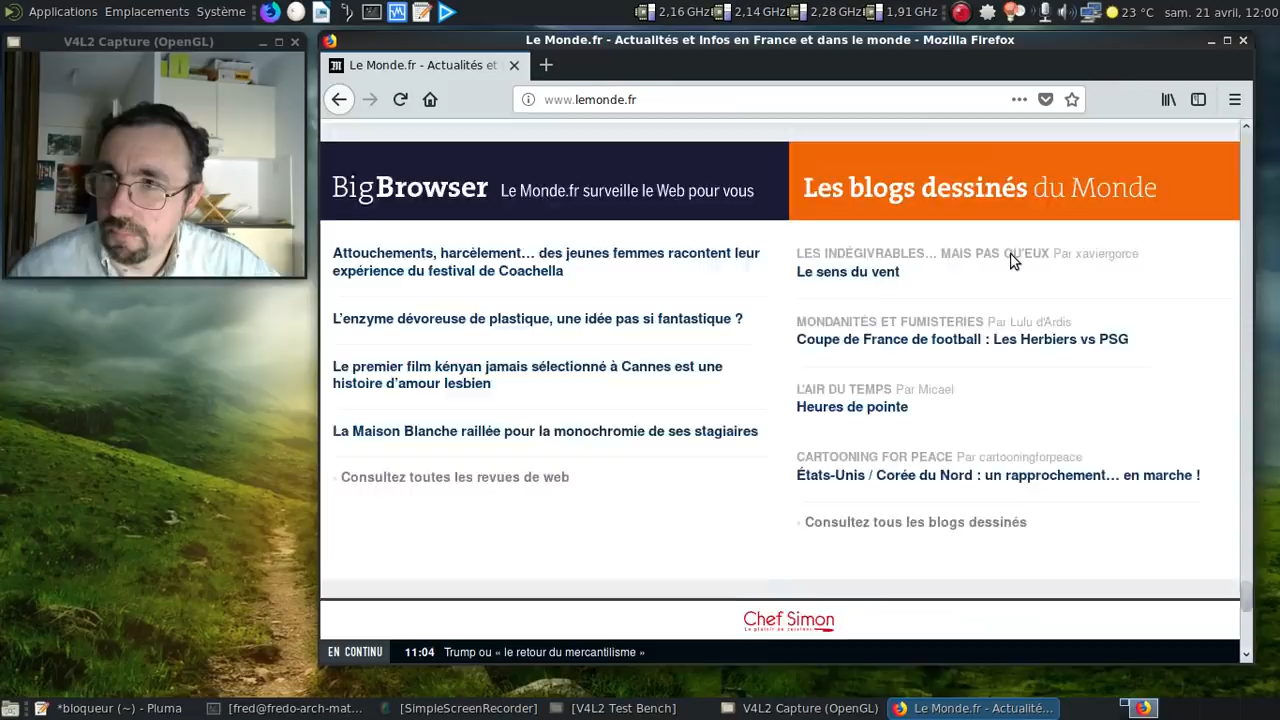 Applications Emplacements Système
2,16 GHz 2,14 GHz 2,28 GHz 1,91 GHz 23 °C sam. 21 avril, 12:00
V4L2 Capture (OpenGL)
Le Monde.fr - Actualités et Infos en France et dans le monde - Mozilla Firefox
Le Monde.fr - Actualités et
www.lemonde.fr
BigBrowser Le Monde.fr surveille le Web pour vous
Attouchements, harcèlement… des jeunes femmes racontent leur
expérience du festival de Coachella
L'enzyme dévoreuse de plastique, une idée pas si fantastique ?
Le premier film kényan jamais sélectionné à Cannes est une
histoire d'amour lesbien
La Maison Blanche raillée pour la monochromie de ses stagiaires
Consultez toutes les revues de web
Les blogs dessinés du Monde
LES INDÉGIVRABLES… MAIS PAS QU'EUX Par xaviergorce
Le sens du vent
MONDANITÉS ET FUMISTERIES Par Lulu d'Ardis
Coupe de France de football : Les Herbiers vs PSG
L'AIR DU TEMPS Par Micael
Heures de pointe
CARTOONING FOR PEACE Par cartooningforpeace
États-Unis / Corée du Nord : un rapprochement… en marche !
Consultez tous les blogs dessinés
Chef Simon
Le plaisir de cuisiner
EN CONTINU 11:04 Trump ou « le retour du mercantilisme »
*bloqueur (~) - Pluma [fred@fredo-arch-mat... [SimpleScreenRecorder] [V4L2 Test Bench] V4L2 Capture (OpenGL) Le Monde.fr - Actualité...